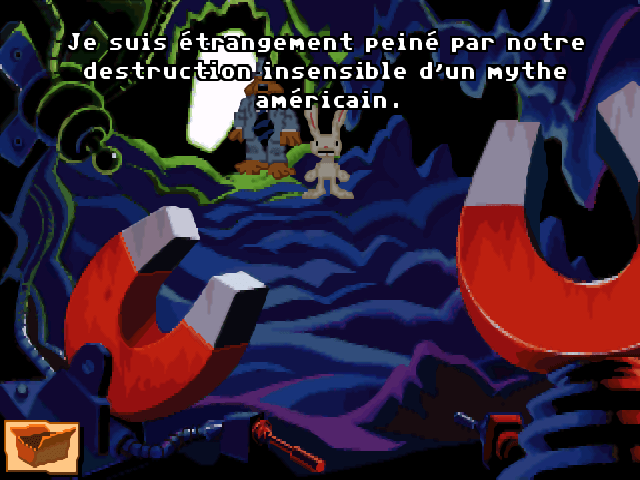 Je suis étrangement peiné par notre
destruction insensible d'un mythe
américain.